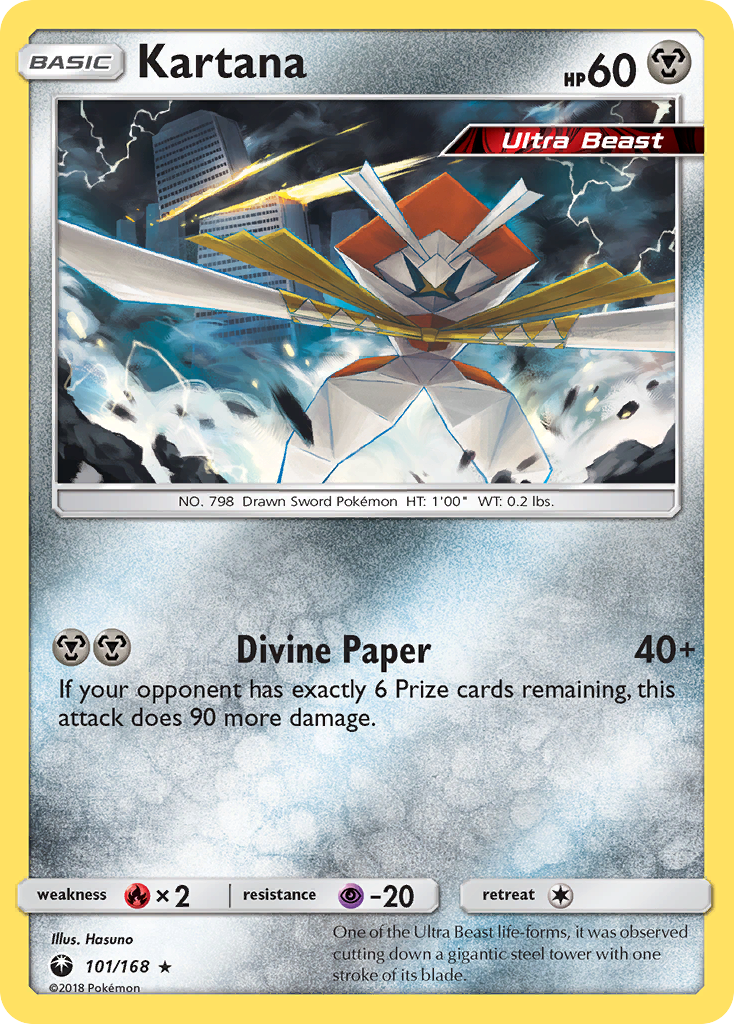 BASIC Kartana HP60
Ultra Beast
NO. 798 Drawn Sword Pokémon HT: 1'00" WT: 0.2 lbs.
Divine Paper 40+
If your opponent has exactly 6 Prize cards remaining, this
attack does 90 more damage.
weakness ×2 resistance -20 retreat
Illus. Hasuno
101/168
©2018 Pokémon
One of the Ultra Beast life-forms, it was observed
cutting down a gigantic steel tower with one
stroke of its blade.